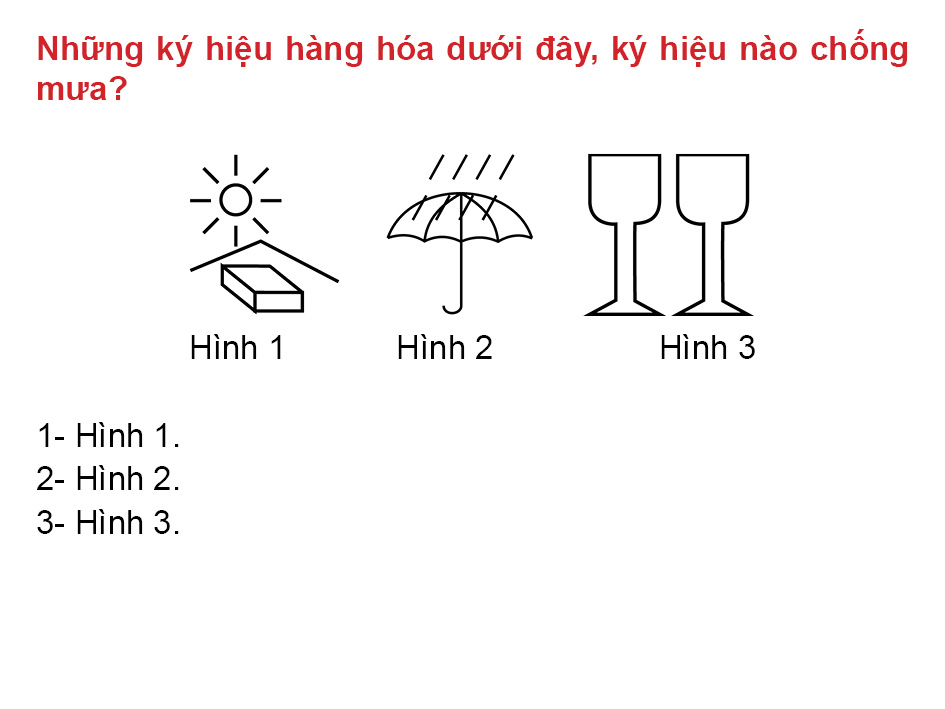 Những ký hiệu hàng hóa dưới đây, ký hiệu nào chống
mưa?
Hình 1 Hình 2 Hình 3
1- Hình 1.
2- Hình 2.
3- Hình 3.